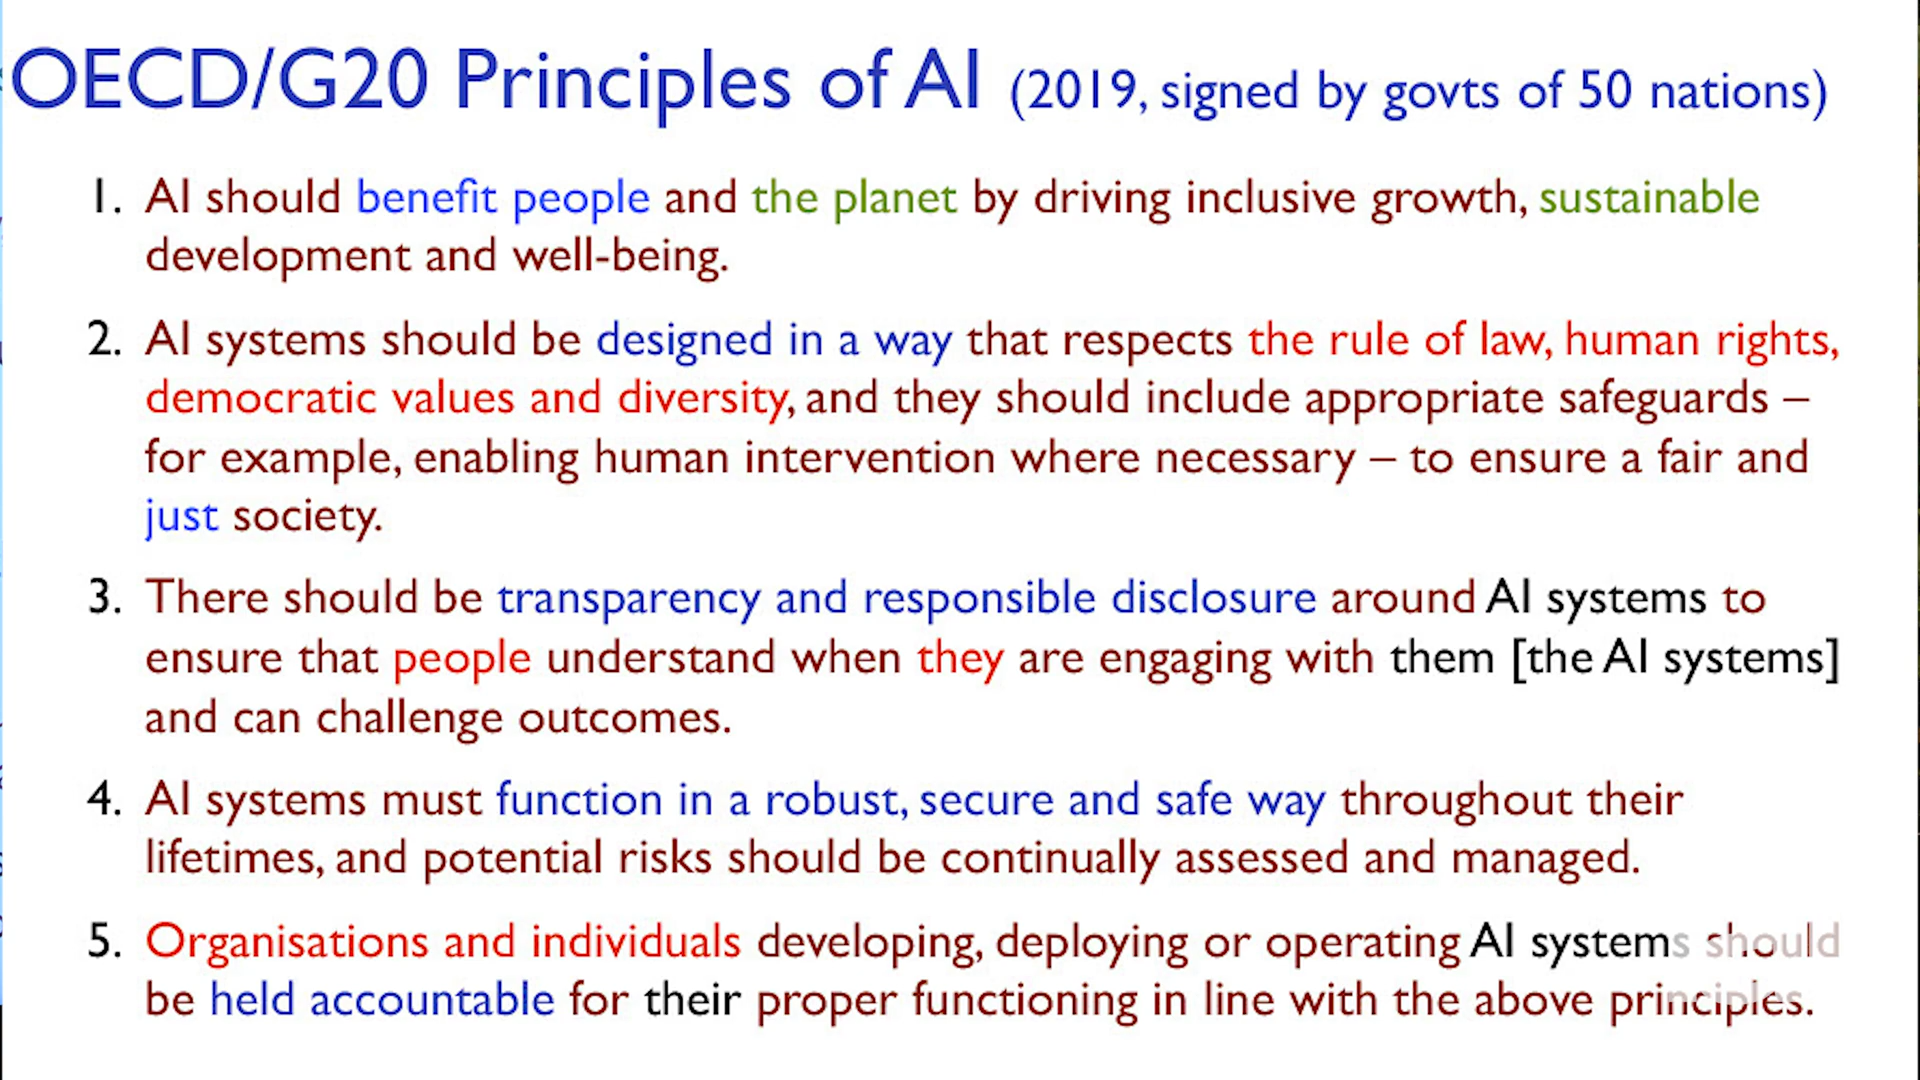 OECD/G20 Principles of AI (2019, signed by govts of 50 nations)
1. AI should benefit people and the planet by driving inclusive growth, sustainable
development and well-being.
2. AI systems should be designed in a way that respects the rule of law, human rights,
democratic values and diversity, and they should include appropriate safeguards –
for example, enabling human intervention where necessary – to ensure a fair and
just society.
3. There should be transparency and responsible disclosure around AI systems to
ensure that people understand when they are engaging with them [the AI systems]
and can challenge outcomes.
4. AI systems must function in a robust, secure and safe way throughout their
lifetimes, and potential risks should be continually assessed and managed.
5. Organisations and individuals developing, deploying or operating AI systems should
be held accountable for their proper functioning in line with the above principles.